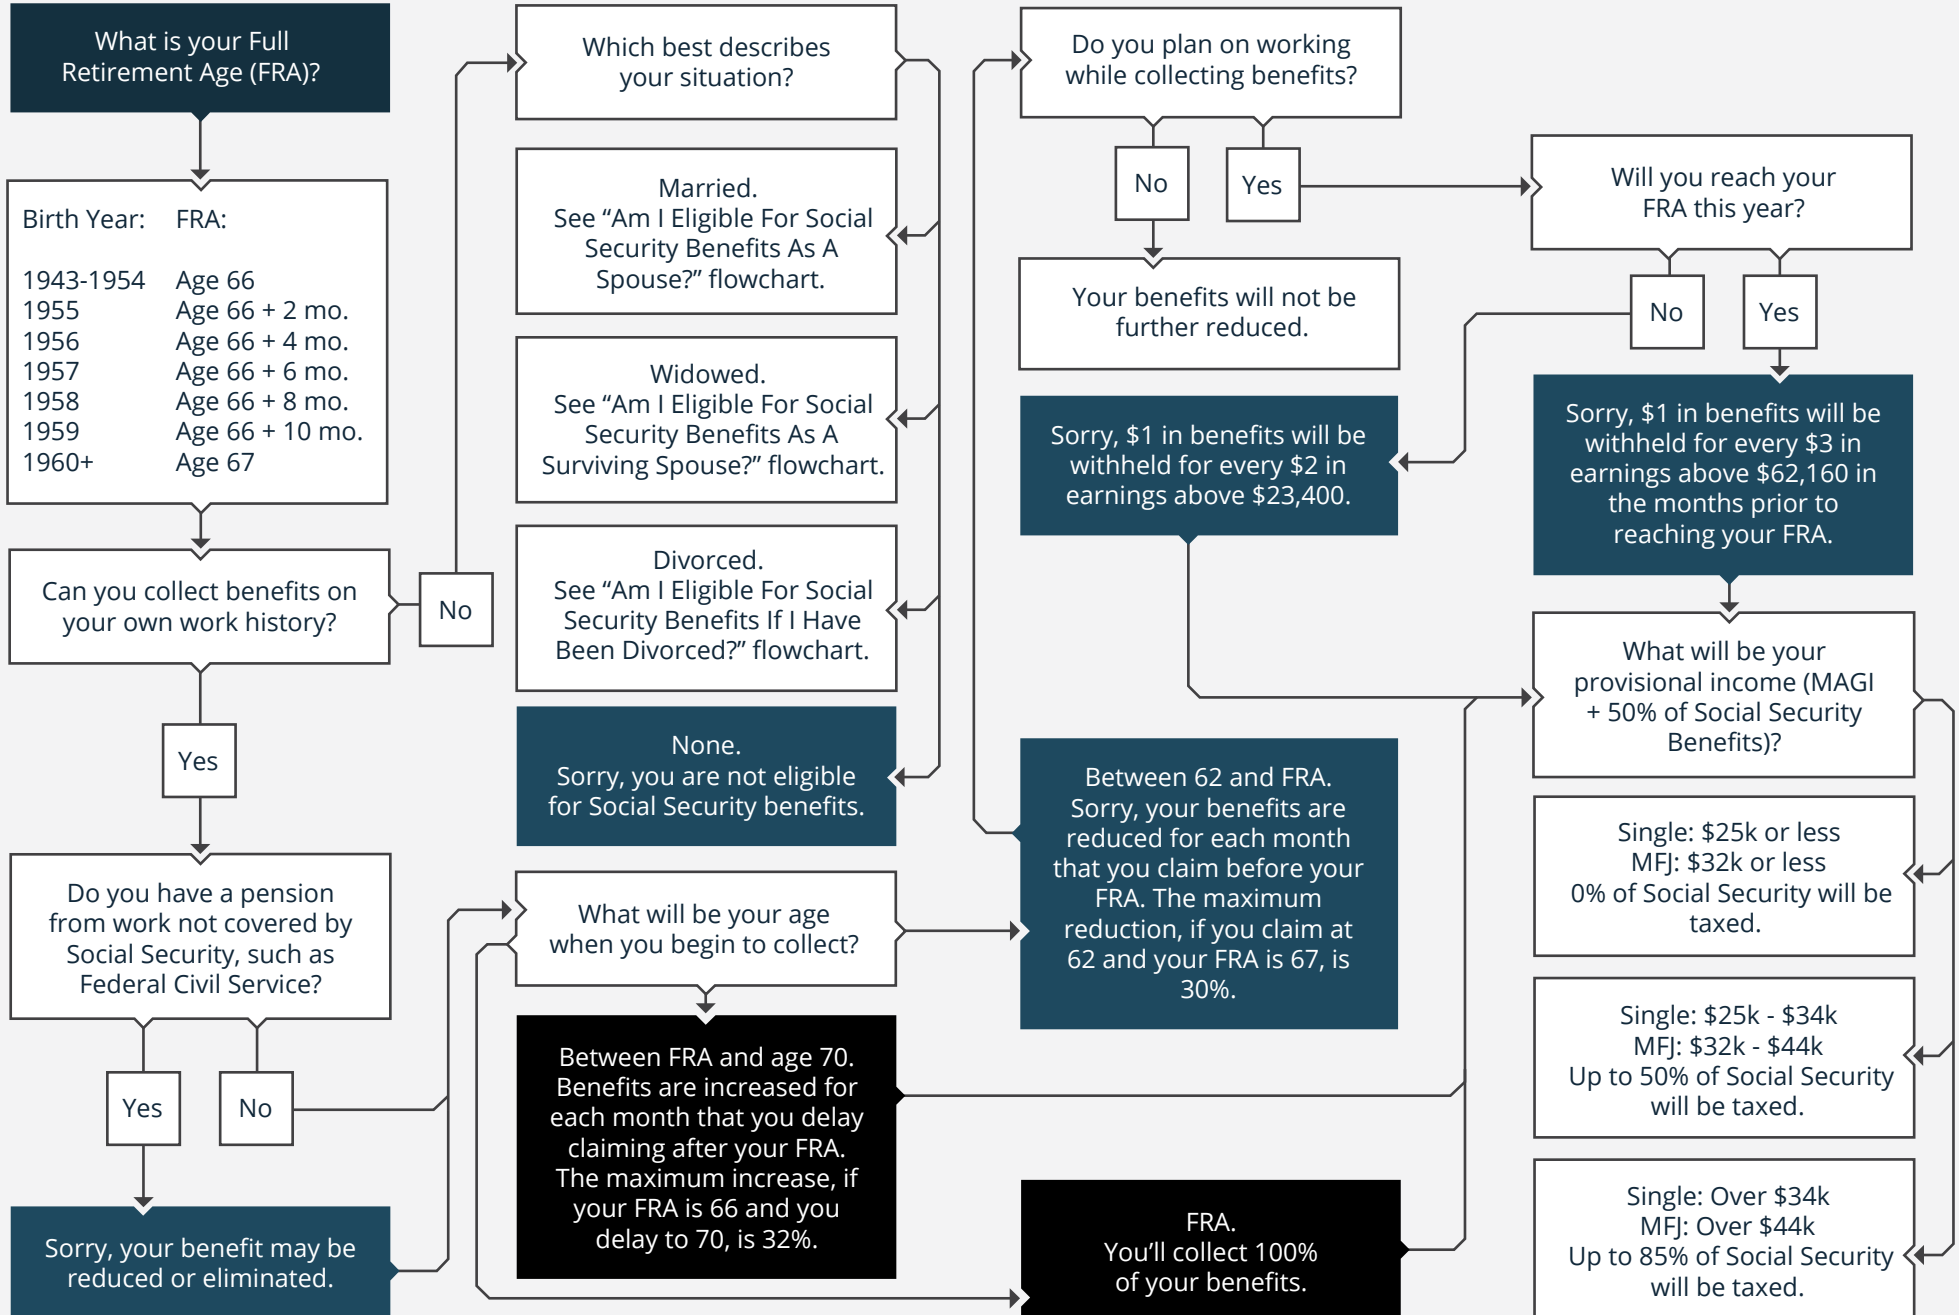 What is your Full
Retirement Age (FRA)?
Birth Year: FRA:
1943-1954 Age 66
1955 Age 66 + 2 mo.
1956 Age 66 + 4 mo.
1957 Age 66 + 6 mo.
1958 Age 66 + 8 mo.
1959 Age 66 + 10 mo.
1960+ Age 67
Can you collect benefits on
your own work history?
No
Yes
Do you have a pension
from work not covered by
Social Security, such as
Federal Civil Service?
Yes
No
Sorry, your benefit may be
reduced or eliminated.
Which best describes
your situation?
Married.
See “Am I Eligible For Social
Security Benefits As A
Spouse?” flowchart.
Widowed.
See “Am I Eligible For Social
Security Benefits As A
Surviving Spouse?” flowchart.
Divorced.
See “Am I Eligible For Social
Security Benefits If I Have
Been Divorced?” flowchart.
None.
Sorry, you are not eligible
for Social Security benefits.
What will be your age
when you begin to collect?
Between FRA and age 70.
Benefits are increased for
each month that you delay
claiming after your FRA.
The maximum increase, if
your FRA is 66 and you
delay to 70, is 32%.
Do you plan on working
while collecting benefits?
No
Yes
Your benefits will not be
further reduced.
Sorry, $1 in benefits will be
withheld for every $2 in
earnings above $23,400.
Between 62 and FRA.
Sorry, your benefits are
reduced for each month
that you claim before your
FRA. The maximum
reduction, if you claim at
62 and your FRA is 67, is
30%.
FRA.
You’ll collect 100%
of your benefits.
Will you reach your
FRA this year?
No
Yes
Sorry, $1 in benefits will be
withheld for every $3 in
earnings above $62,160 in
the months prior to
reaching your FRA.
What will be your
provisional income (MAGI
+ 50% of Social Security
Benefits)?
Single: $25k or less
MFJ: $32k or less
0% of Social Security will be
taxed.
Single: $25k - $34k
MFJ: $32k - $44k
Up to 50% of Social Security
will be taxed.
Single: Over $34k
MFJ: Over $44k
Up to 85% of Social Security
will be taxed.